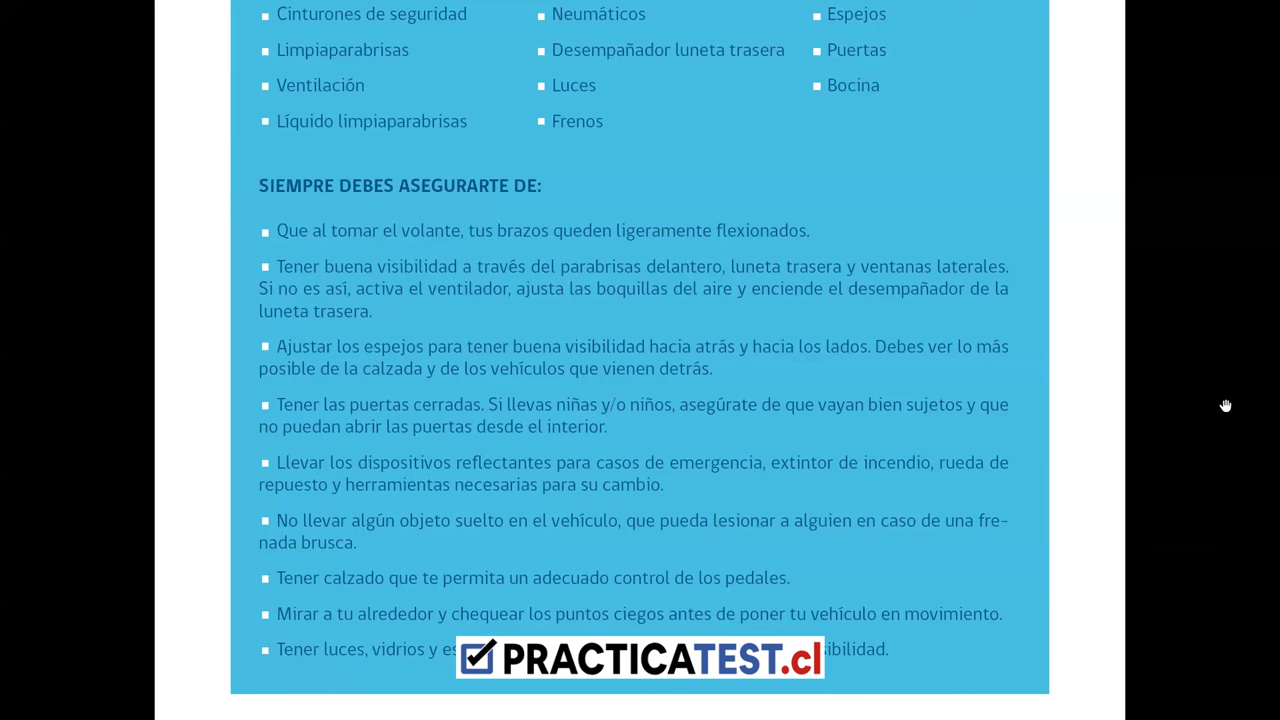 Cinturones de seguridad
Neumáticos
Espejos
Limpiaparabrisas
Desempañador luneta trasera
Puertas
Ventilación
Luces
Bocina
Líquido limpiaparabrisas
Frenos
SIEMPRE DEBES ASEGURARTE DE:
Que al tomar el volante, tus brazos queden ligeramente flexionados.
Tener buena visibilidad a través del parabrisas delantero, luneta trasera y ventanas laterales.
Si no es así, activa el ventilador, ajusta las boquillas del aire y enciende el desempañador de la
luneta trasera.
Ajustar los espejos para tener buena visibilidad hacia atrás y hacia los lados. Debes ver lo más
posible de la calzada y de los vehículos que vienen detrás.
Tener las puertas cerradas. Si llevas niñas y/o niños, asegúrate de que vayan bien sujetos y que
no puedan abrir las puertas desde el interior.
Llevar los dispositivos reflectantes para casos de emergencia, extintor de incendio, rueda de
repuesto y herramientas necesarias para su cambio.
No llevar algún objeto suelto en el vehículo, que pueda lesionar a alguien en caso de una fre-
nada brusca.
Tener calzado que te permita un adecuado control de los pedales.
Mirar a tu alrededor y chequear los puntos ciegos antes de poner tu vehículo en movimiento.
Tener luces, vidrios y
PRACTICATEST.cl